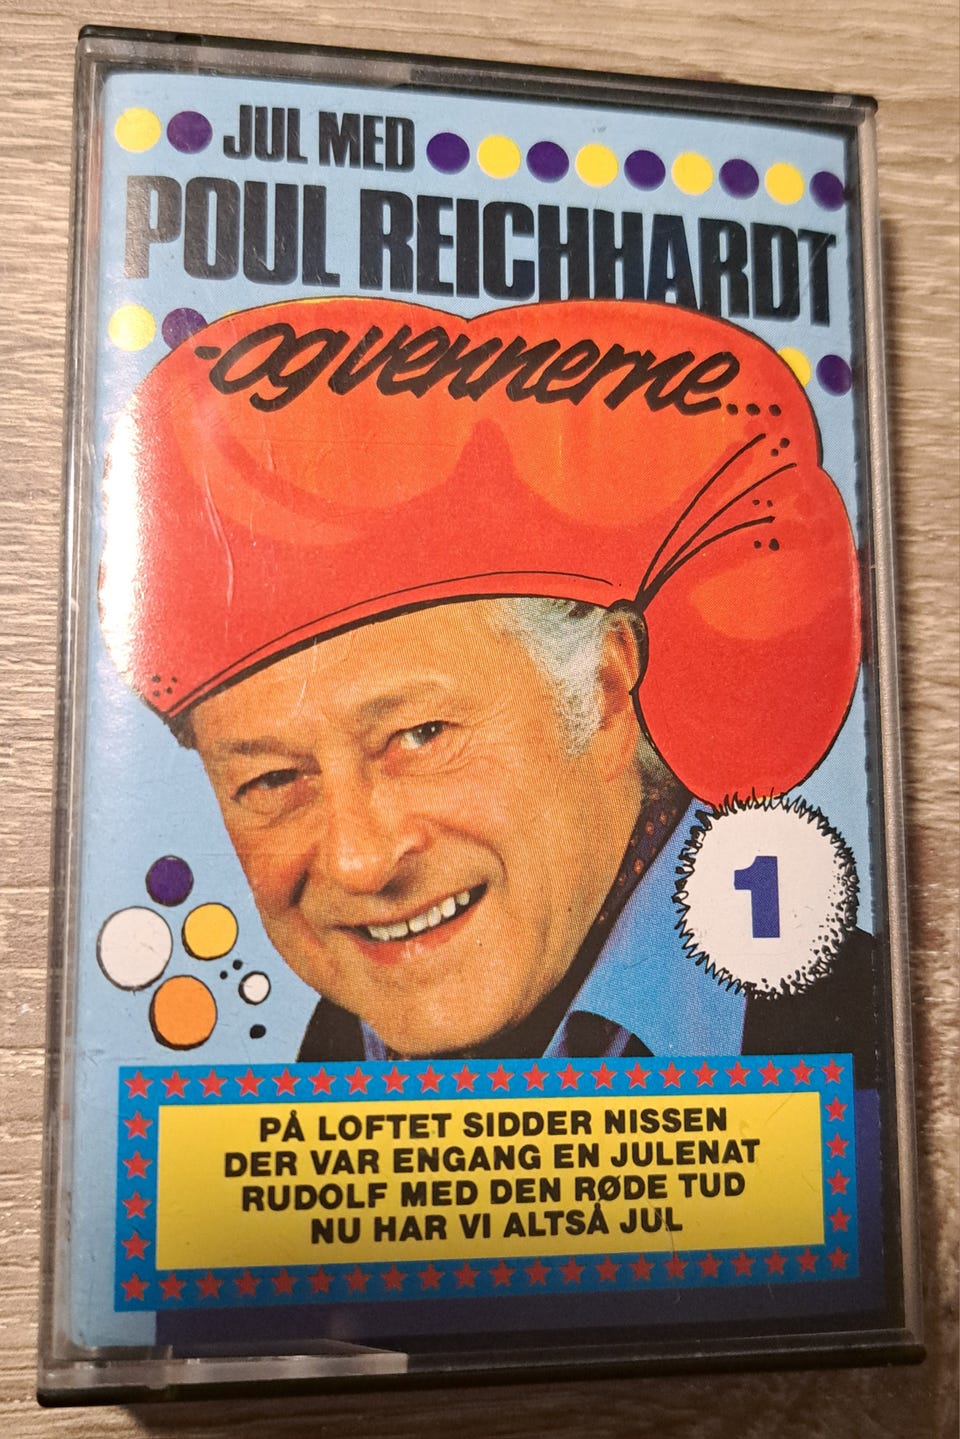 JUL MED
POUL REICHHARDT
-og vennerne...
1
PÅ LOFTET SIDDER NISSEN
DER VAR ENGANG EN JULENAT
RUDOLF MED DEN RØDE TUD
NU HAR VI ALTSÅ JUL